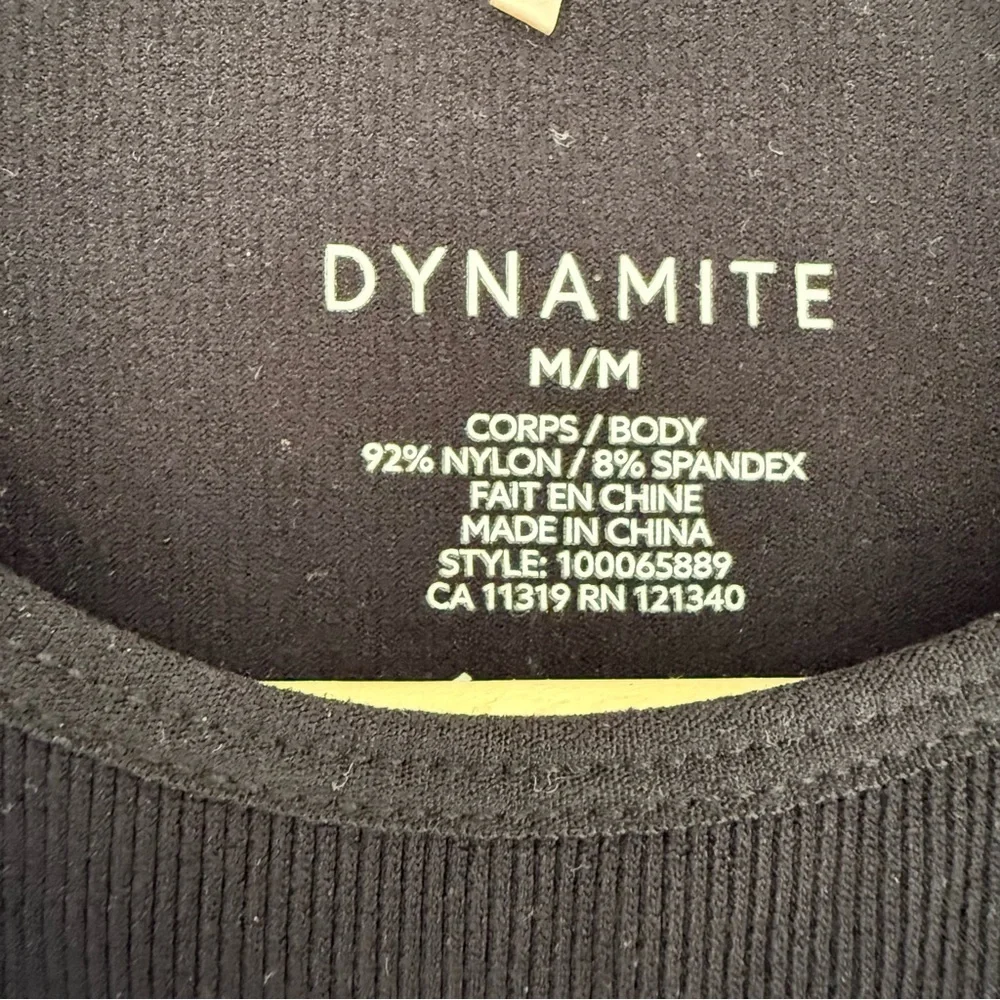 DYNAMITE
M/M
CORPS / BODY
92% NYLON / 8% SPANDEX
FAIT EN CHINE
MADE IN CHINA
STYLE: 100065889
CA 11319 RN 121340